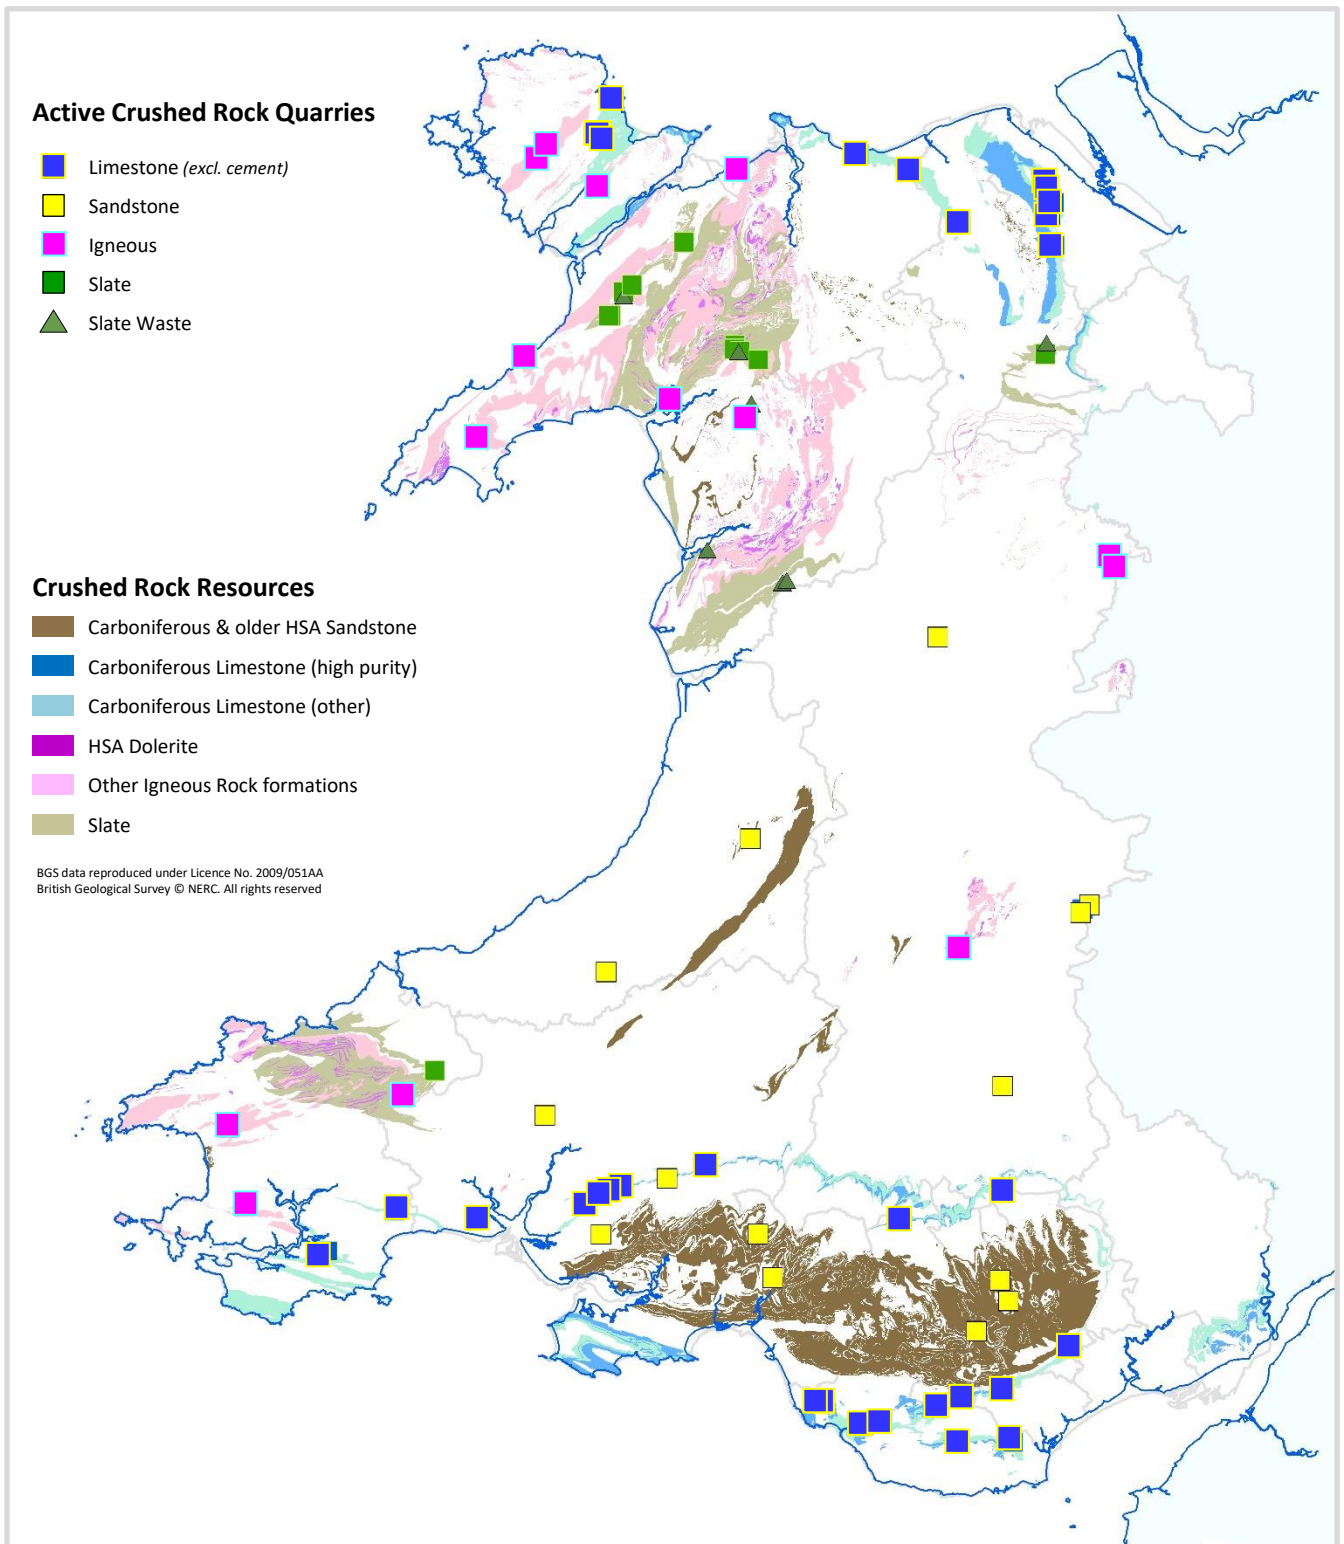 Active Crushed Rock Quarries
Limestone (excl. cement)
Sandstone
Igneous
Slate
Slate Waste
Crushed Rock Resources
Carboniferous & older HSA Sandstone
Carboniferous Limestone (high purity)
Carboniferous Limestone (other)
HSA Dolerite
Other Igneous Rock formations
Slate
BGS data reproduced under Licence No. 2009/051AA
British Geological Survey © NERC. All rights reserved